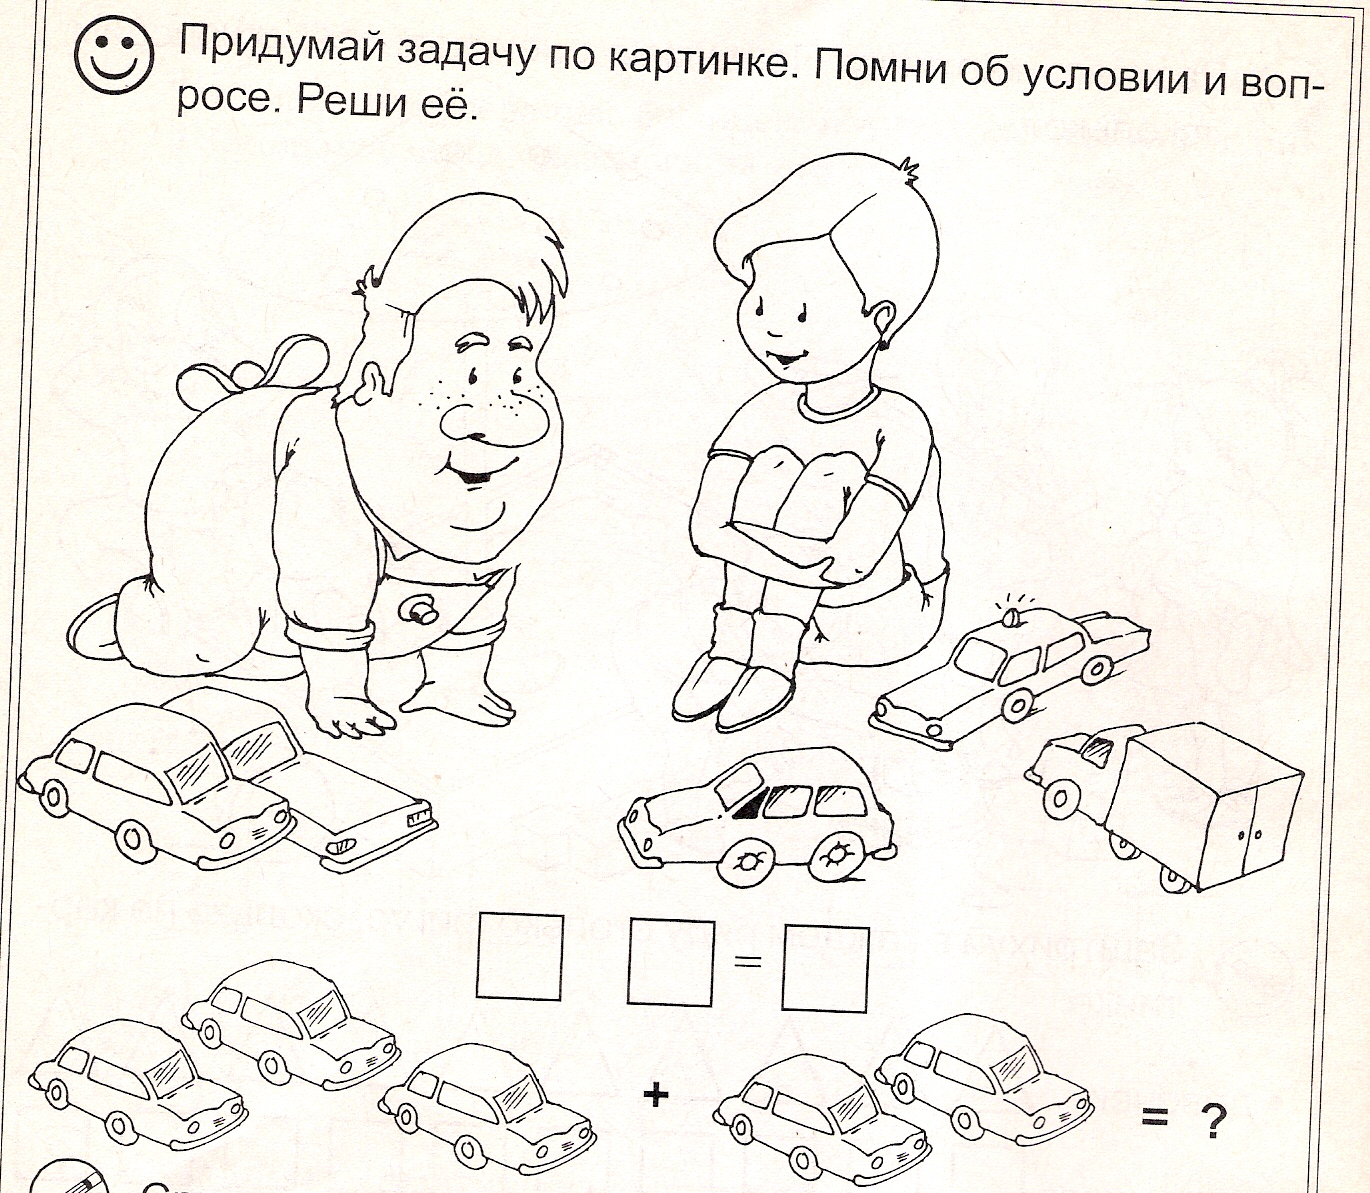 Придумай задачу по картинке. Помни об условии и воп-
росе. Реши её.
=
+ = ?